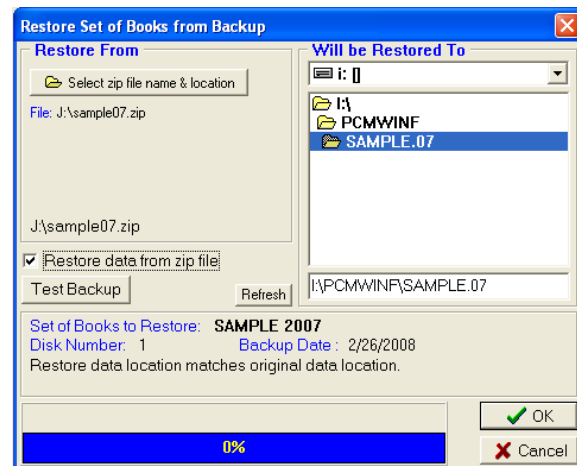 Restore Set of Books from Backup
Restore From
Select zip file name & location
File: J:\sample07.zip
J:\sample07.zip
Restore data from zip file
Test Backup
Refresh
Will be Restored To
i: []
I:\
PCMWINF
SAMPLE.07
I:\PCMWINF\SAMPLE.07
Set of Books to Restore: SAMPLE 2007
Disk Number: 1 Backup Date : 2/26/2008
Restore data location matches original data location.
0%
OK
Cancel